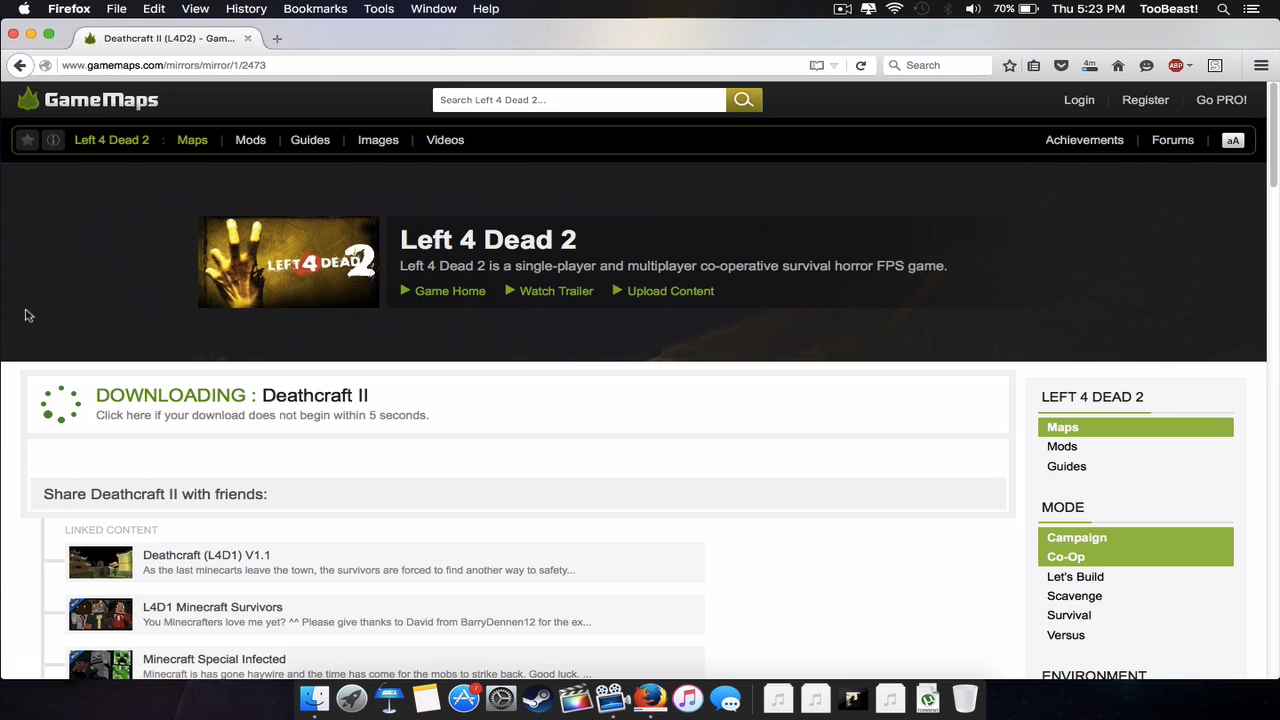 Firefox File Edit View History Bookmarks Tools Window Help 70% Thu 5:23 PM TooBeast!
Deathcraft II (L4D2) - Gam...
www.gamemaps.com/mirrors/mirror/1/2473 Search 4m ABP
GameMaps Search Left 4 Dead 2... Login Register Go PRO!
Left 4 Dead 2 : Maps Mods Guides Images Videos Achievements Forums aA
LEFT 4 DEAD 2
Left 4 Dead 2
Left 4 Dead 2 is a single-player and multiplayer co-operative survival horror FPS game.
Game Home Watch Trailer Upload Content
DOWNLOADING : Deathcraft II
Click here if your download does not begin within 5 seconds.
Share Deathcraft II with friends:
LINKED CONTENT
Deathcraft (L4D1) V1.1
As the last minecarts leave the town, the survivors are forced to find another way to safety...
L4D1 Minecraft Survivors
You Minecrafters love me yet? ^^ Please give thanks to David from BarryDennen12 for the ex...
Minecraft Special Infected
Minecraft is has gone haywire and the time has come for the mobs to strike back. Good luck. ...
LEFT 4 DEAD 2
Maps
Mods
Guides
MODE
Campaign
Co-Op
Let's Build
Scavenge
Survival
Versus
ENVIRONMENT